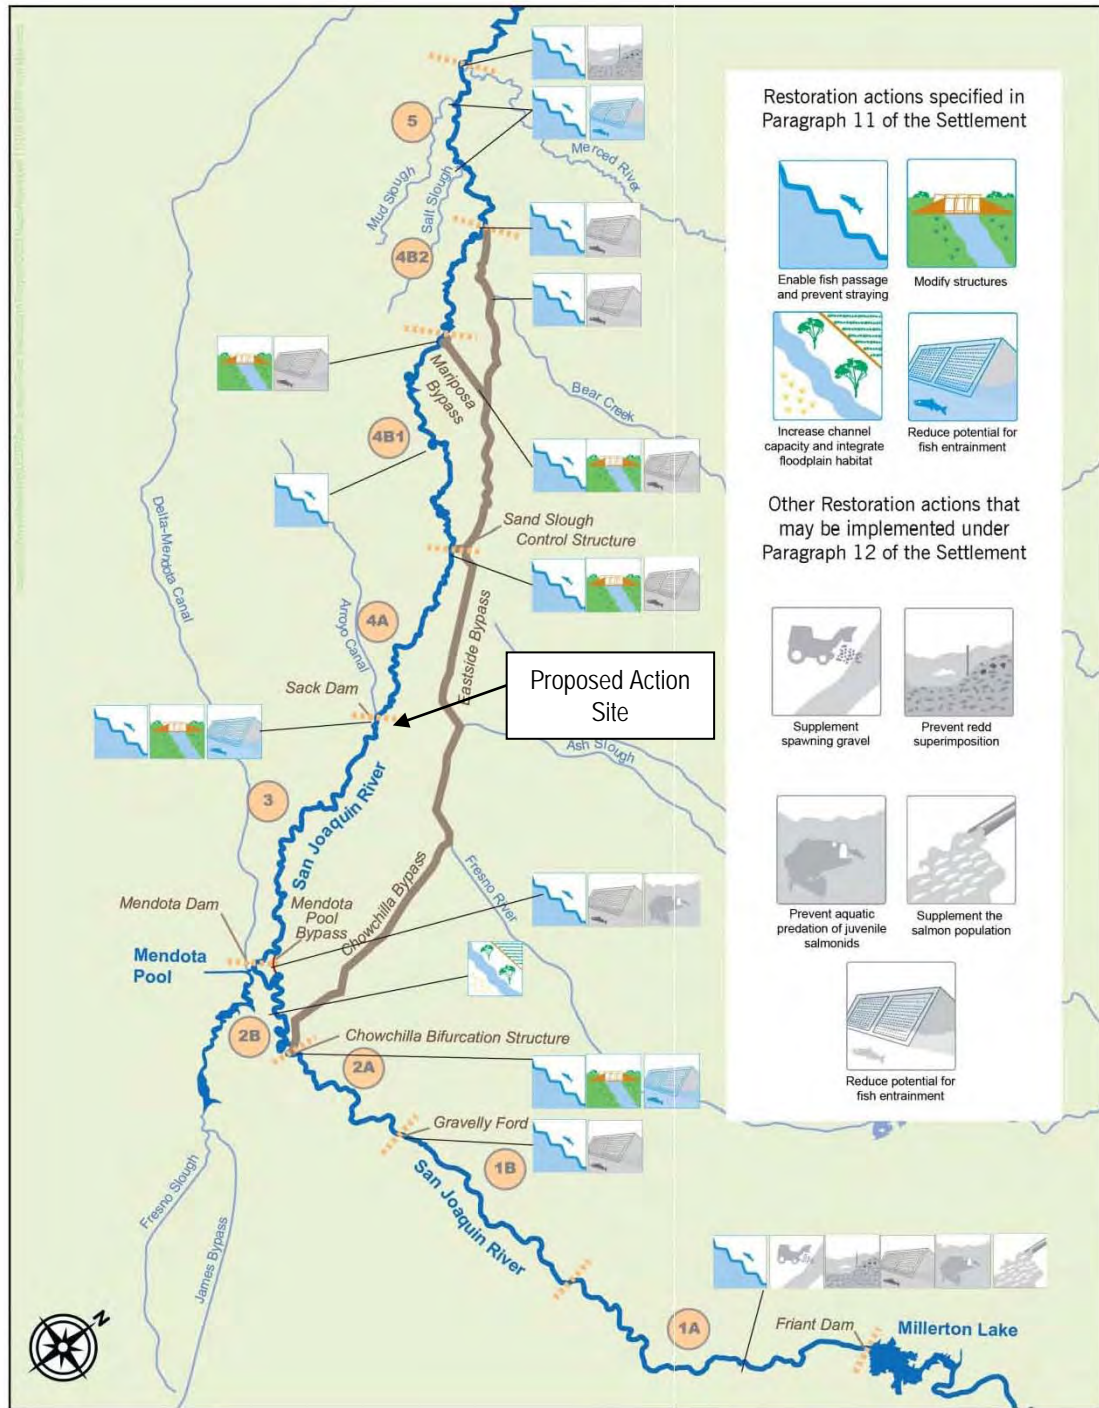 5
Merced River
Mud Slough
Salt Slough
4B2
Mariposa
Bypass
Bear Creek
4B1
Delta-Mendota Canal
Sand Slough
Control Structure
4A
Arroyo Canal
Eastside Bypass
Sack Dam
Proposed Action
Site
Ash Slough
3
San Joaquin River
Chowchilla Bypass
Fresno River
Mendota Dam
Mendota
Pool
Bypass
Mendota
Pool
2B
Chowchilla Bifurcation Structure
2A
Gravelly Ford
1B
San Joaquin River
Fresno Slough
James Bypass
1A
Friant Dam
Millerton Lake
N
Restoration actions specified in
Paragraph 11 of the Settlement
Enable fish passage
and prevent straying
Modify structures
Increase channel
capacity and integrate
floodplain habitat
Reduce potential for
fish entrainment
Other Restoration actions that
may be implemented under
Paragraph 12 of the Settlement
Supplement
spawning gravel
Prevent redd
superimposition
Prevent aquatic
predation of juvenile
salmonids
Supplement the
salmon population
Reduce potential for
fish entrainment